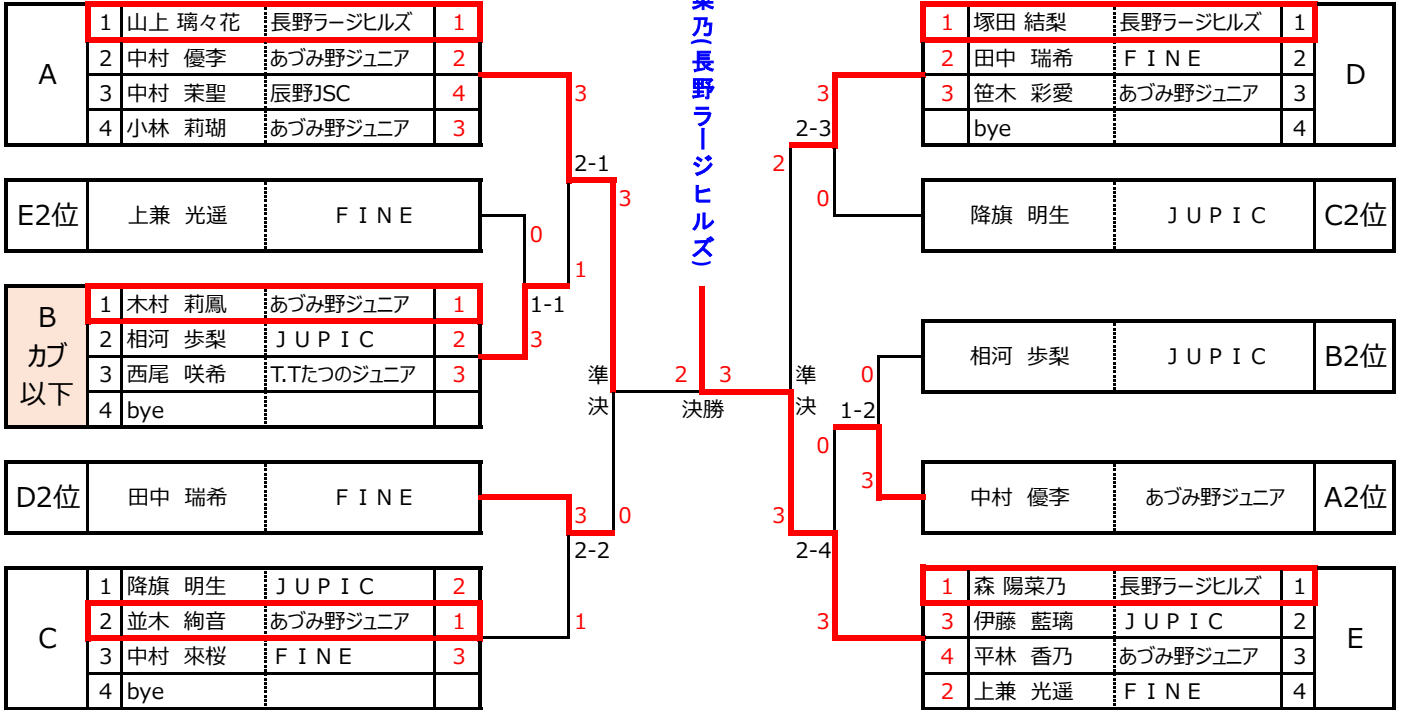 菜乃(長野ラージヒルズ)
A
1 山上 璃々花 長野ラージヒルズ 1
2 中村 優李 あづみ野ジュニア 2
3 中村 茉聖 辰野JSC 4
4 小林 莉瑚 あづみ野ジュニア 3
E2位 上兼 光遥 ＦＩＮＥ
B
カブ
以下
1 木村 莉鳳 あづみ野ジュニア 1
2 相河 歩梨 ＪＵＰＩＣ 2
3 西尾 咲希 T.Tたつのジュニア 3
4 bye
D2位 田中 瑞希 ＦＩＮＥ
C
1 降旗 明生 ＪＵＰＩＣ 2
2 並木 絢音 あづみ野ジュニア 1
3 中村 來桜 ＦＩＮＥ 3
4 bye
3
2-1
3
0
1
1-1
3
準
決
3 0
2-2
1
2 3
決勝
3
2-3
2
0
準
決
0
1-2
0
3
3
2-4
3
1 塚田 結梨 長野ラージヒルズ 1
2 田中 瑞希 ＦＩＮＥ 2
3 笹木 彩愛 あづみ野ジュニア 3
bye 4
D
降旗 明生 ＪＵＰＩＣ C2位
相河 歩梨 ＪＵＰＩＣ B2位
中村 優李 あづみ野ジュニア A2位
1 森 陽菜乃 長野ラージヒルズ 1
3 伊藤 藍璃 ＪＵＰＩＣ 2
4 平林 香乃 あづみ野ジュニア 3
2 上兼 光遥 ＦＩＮＥ 4
E